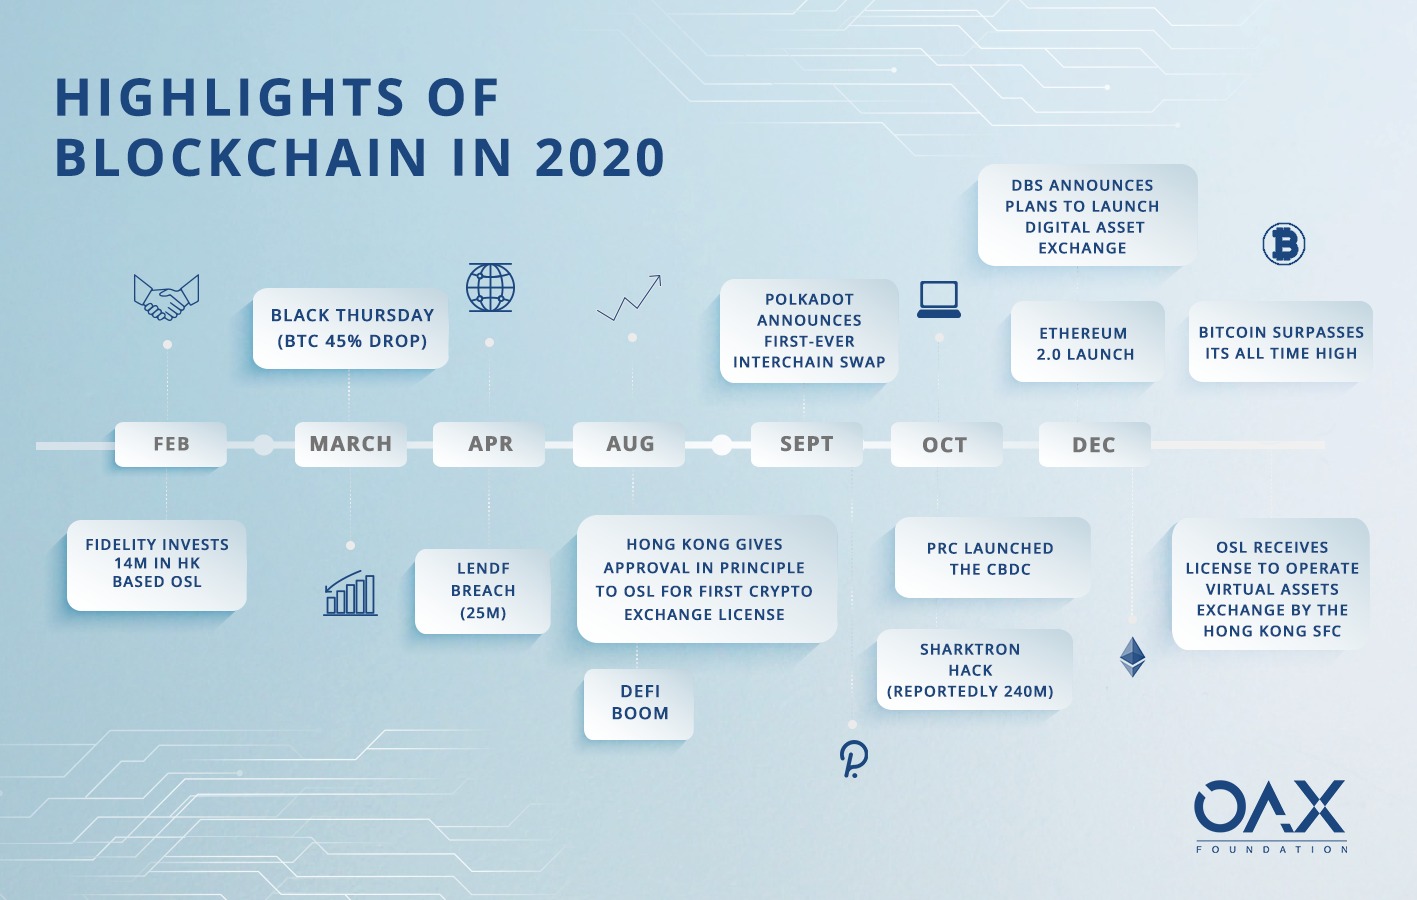 HIGHLIGHTS OF
BLOCKCHAIN IN 2020
DBS ANNOUNCES
PLANS TO LAUNCH
DIGITAL ASSET
EXCHANGE
BLACK THURSDAY
(BTC 45% DROP)
POLKADOT
ANNOUNCES
FIRST-EVER
INTERCHAIN SWAP
ETHEREUM
2.0 LAUNCH
BITCOIN SURPASSES
ITS ALL TIME HIGH
FEB
MARCH
APR
AUG
SEPT
OCT
DEC
FIDELITY INVESTS
14M IN HK
BASED OSL
LENDF
BREACH
(25M)
HONG KONG GIVES
APPROVAL IN PRINCIPLE
TO OSL FOR FIRST CRYPTO
EXCHANGE LICENSE
PRC LAUNCHED
THE CBDC
OSL RECEIVES
LICENSE TO OPERATE
VIRTUAL ASSETS
EXCHANGE BY THE
HONG KONG SFC
SHARKTRON
HACK
(REPORTEDLY 240M)
DEFI
BOOM
OAX
FOUNDATION